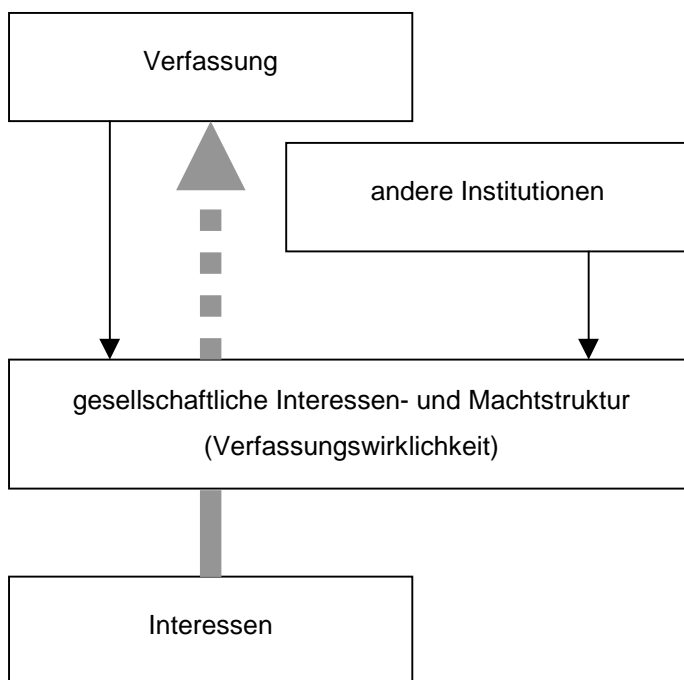 Verfassung
andere Institutionen
gesellschaftliche Interessen- und Machtstruktur
(Verfassungswirklichkeit)
Interessen